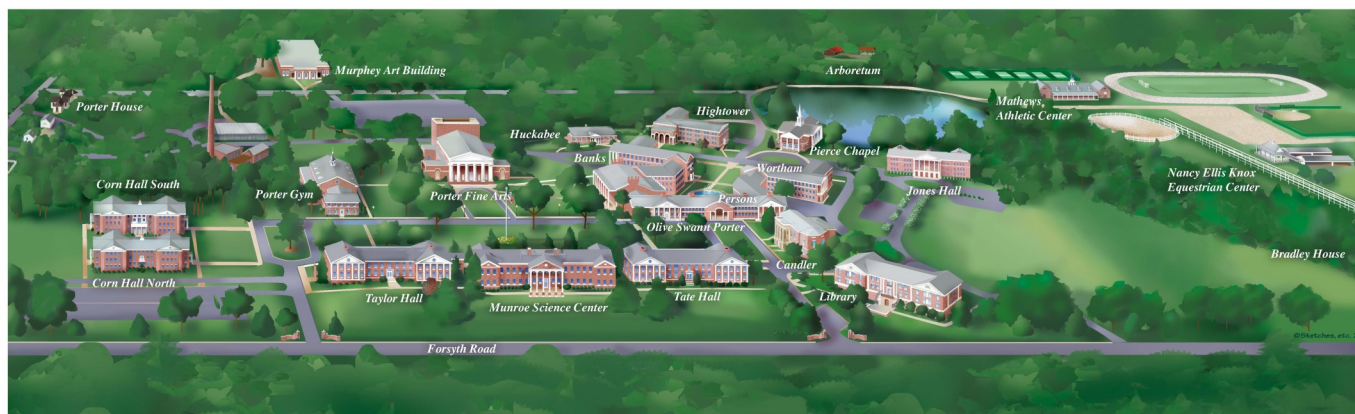 Murphey Art Building
Arboretum
Porter House
Mathews
Athletic Center
Hightower
Huckabee
Banks
Pierce Chapel
Wortham
Nancy Ellis Knox
Equestrian Center
Corn Hall South
Porter Gym
Porter Fine Arts
Jones Hall
Persons
Olive Swann Porter
Bradley House
Candler
Corn Hall North
Taylor Hall
Munroe Science Center
Tate Hall
Library
©Sketches, etc.
Forsyth Road